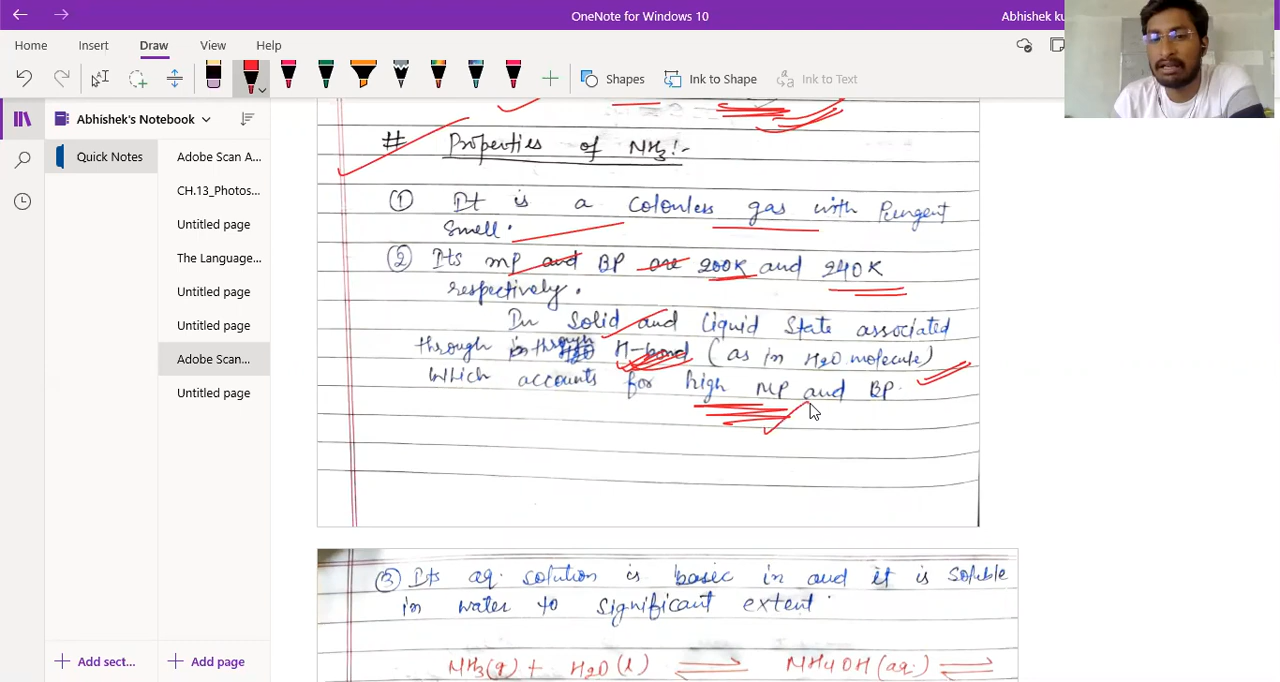 OneNote for Windows 10
Abhishek ku
Home Insert Draw View Help
Shapes Ink to Shape Ink to Text
Abhishek's Notebook
Quick Notes
Adobe Scan A...
CH.13_Photos...
Untitled page
The Language...
Untitled page
Untitled page
Adobe Scan...
Untitled page
Add sect...
Add page
# Properties of NH3:-
① It is a Colourless gas with Pungent
Smell.
② Its MP and BP are 200K and 240K
respectively.
In Solid and Liquid State associated
through H-bond (as in H2O molecule)
Which accounts for high MP and BP.
③ Its aq. solution is basic in and it is soluble
in water to significant extent.
NH3(g) + H2O(l) ⇌ NH4OH(aq.) ⇌